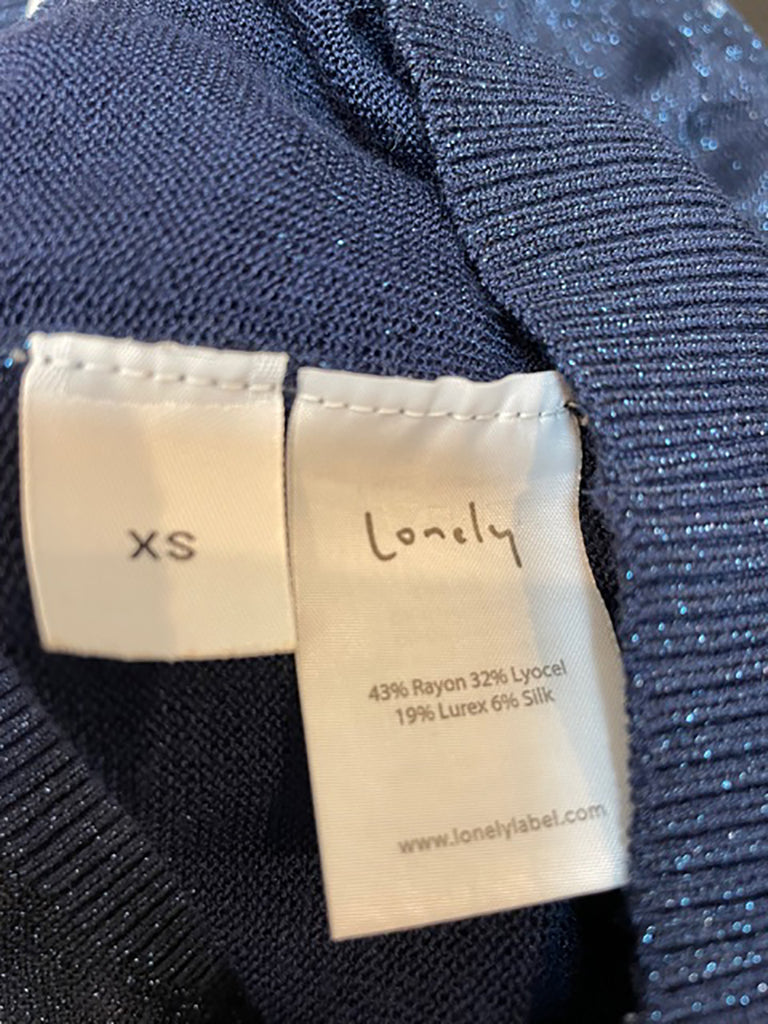 XS
Lonely
43% Rayon 32% Lyocel
19% Lurex 6% Silk
www.lonelylabel.com